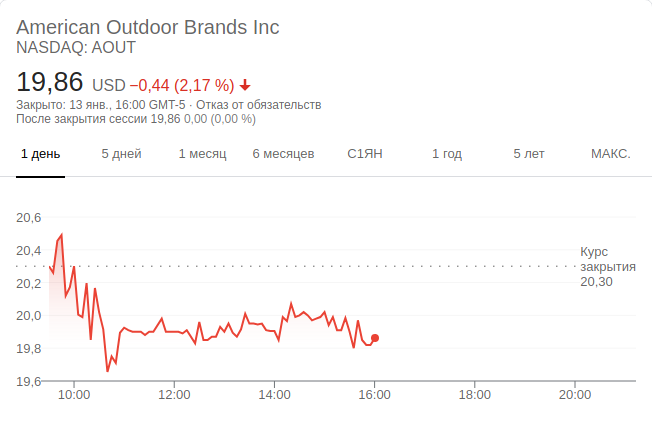 American Outdoor Brands Inc
NASDAQ: AOUT
19,86 USD −0,44 (2,17 %)
Закрыто: 13 янв., 16:00 GMT-5 · Отказ от обязательств
После закрытия сессии 19,86 0,00 (0,00 %)
1 день 5 дней 1 месяц 6 месяцев С1ЯН 1 год 5 лет МАКС.
20,6
20,4
20,2
20,0
19,8
19,6
Курс
закрытия
20,30
10:00 12:00 14:00 16:00 18:00 20:00